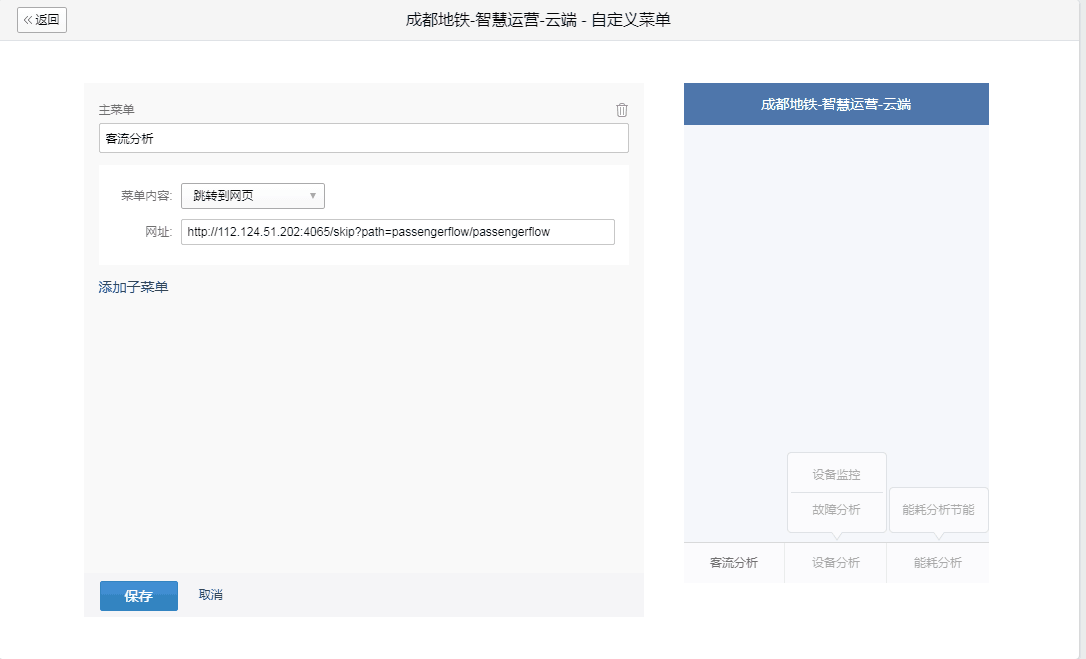 返回
成都地铁-智慧运营-云端 - 自定义菜单
主菜单
客流分析
菜单内容: 跳转到网页
网址: http://112.124.51.202:4065/skip?path=passengerflow/passengerflow
添加子菜单
保存 取消
成都地铁-智慧运营-云端
设备监控
故障分析 能耗分析节能
客流分析 设备分析 能耗分析